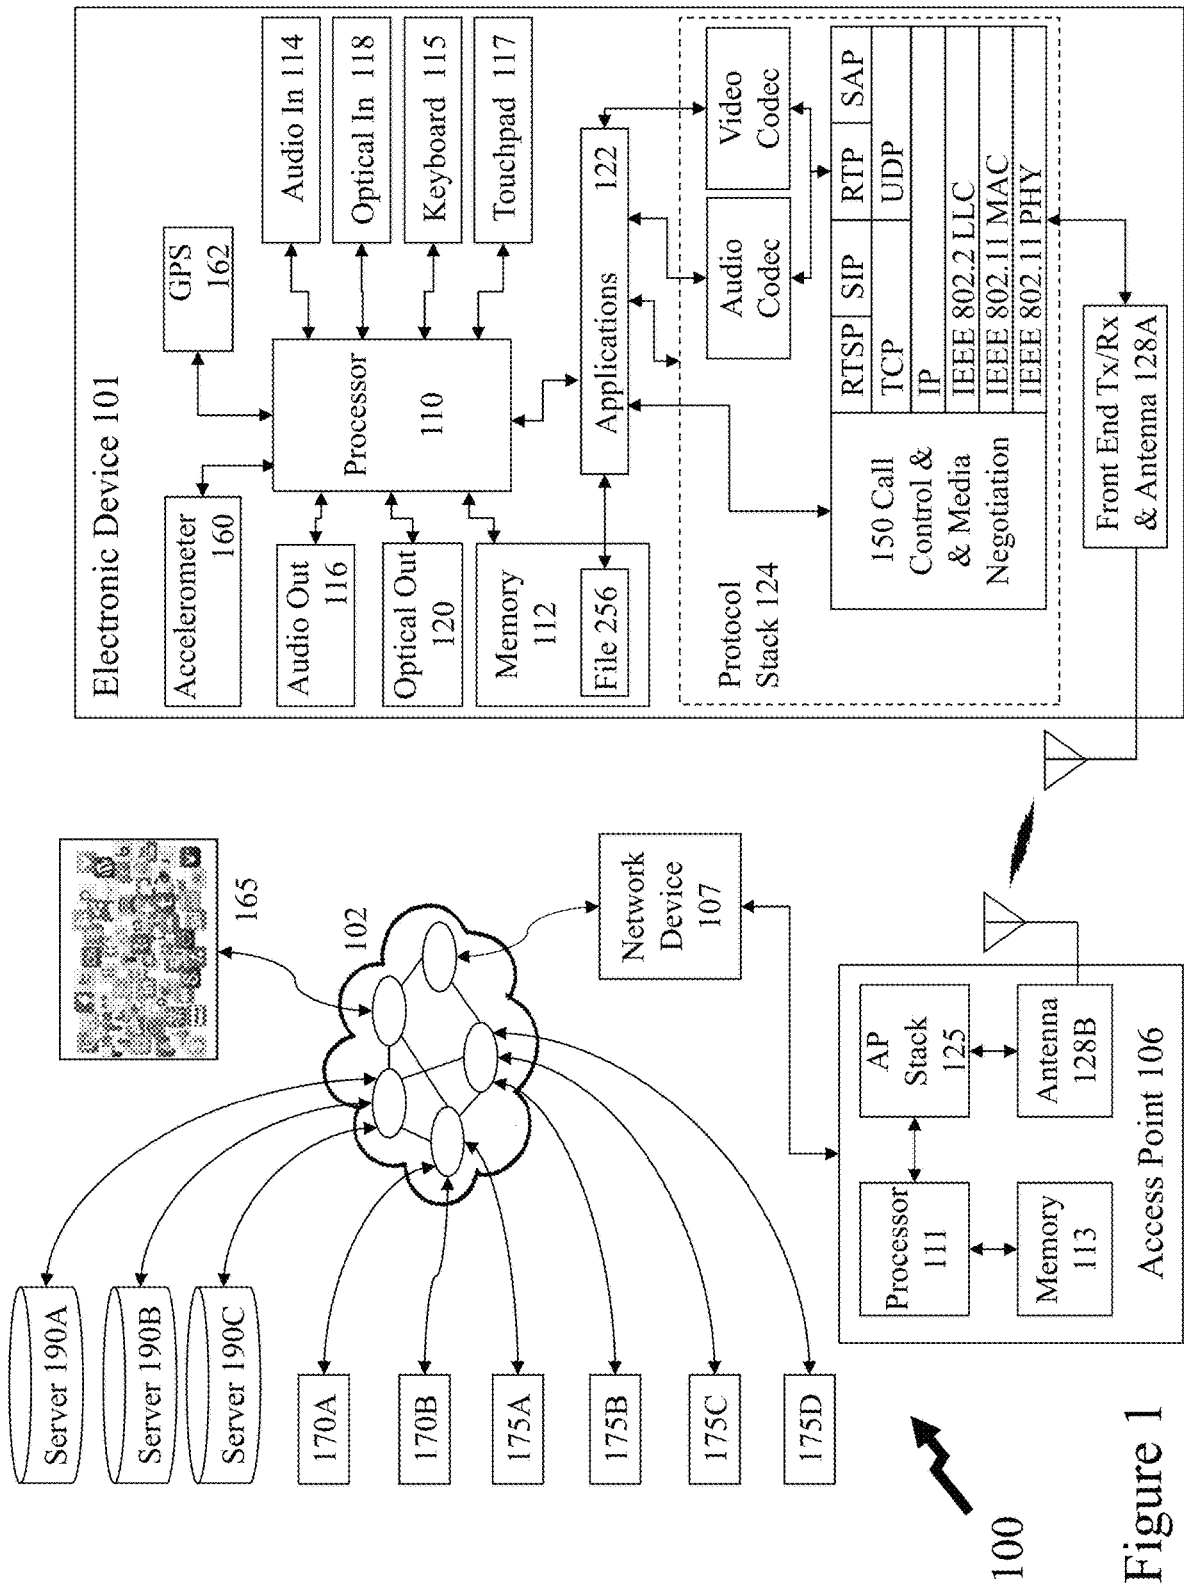 Electronic Device 101
Accelerometer
160
GPS
162
Audio Out
116
Optical Out
120
Memory
112
File 256
Processor
110
Audio In 114
Optical In 118
Keyboard 115
Touchpad 117
Applications 122
Protocol
Stack 124
Audio
Codec
Video
Codec
150 Call
Control &
& Media
Negotiation
RTSP SIP RTP SAP
TCP UDP
IP
IEEE 802.2 LLC
IEEE 802.11 MAC
IEEE 802.11 PHY
Front End Tx/Rx
& Antenna 128A
165
102
Network
Device
107
Server 190A
Server 190B
Server 190C
170A
170B
175A
175B
175C
175D
Processor
111
AP
Stack
125
Memory
113
Antenna
128B
Access Point 106
100
Figure 1